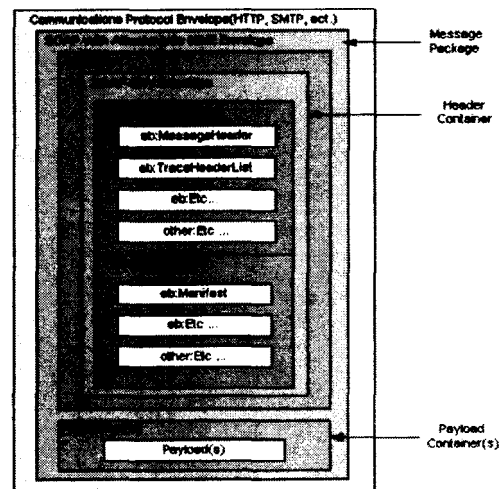 Communications Protocol Envelope(HTTP, SMTP, act.)
Message
Package
Header
Container
eb:MessageHeader
eb:TraceHeaderList
eb:Etc...
other:Etc ...
eb:Manifest
eb:Etc ...
other:Etc ...
Payload
Container(s)
Payload(s)